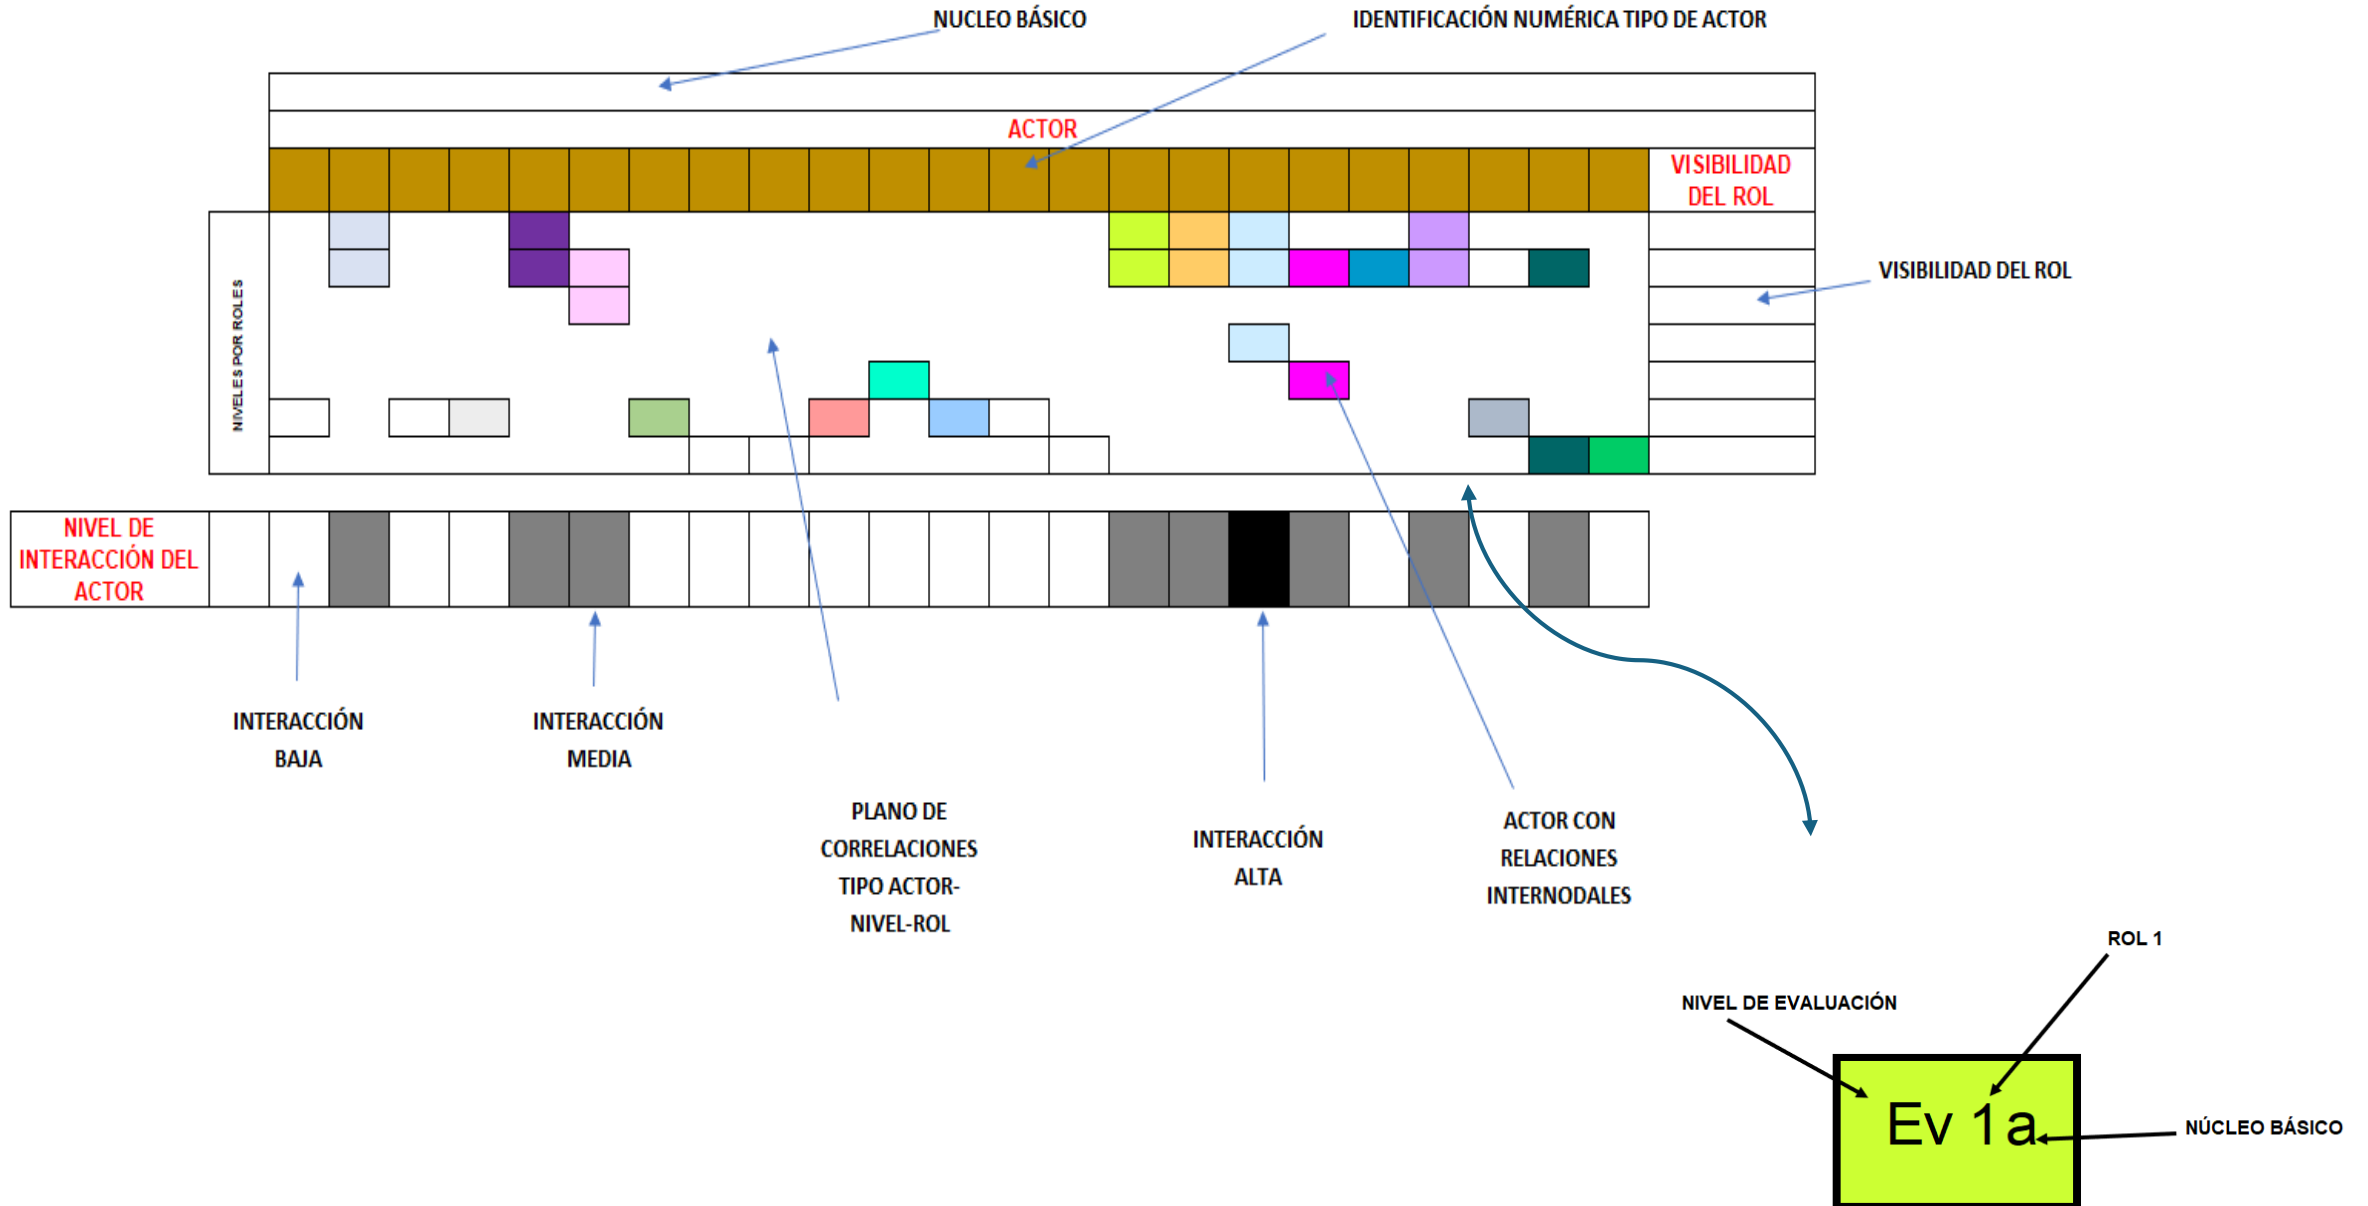 NUCLEO BÁSICO
IDENTIFICACIÓN NUMÉRICA TIPO DE ACTOR
ACTOR
VISIBILIDAD
DEL ROL
NIVELES POR ROLES
VISIBILIDAD DEL ROL
NIVEL DE
INTERACCIÓN DEL
ACTOR
INTERACCIÓN
BAJA
INTERACCIÓN
MEDIA
PLANO DE
CORRELACIONES
TIPO ACTOR-
NIVEL-ROL
INTERACCIÓN
ALTA
ACTOR CON
RELACIONES
INTERNODALES
ROL 1
NIVEL DE EVALUACIÓN
Ev 1a
NÚCLEO BÁSICO